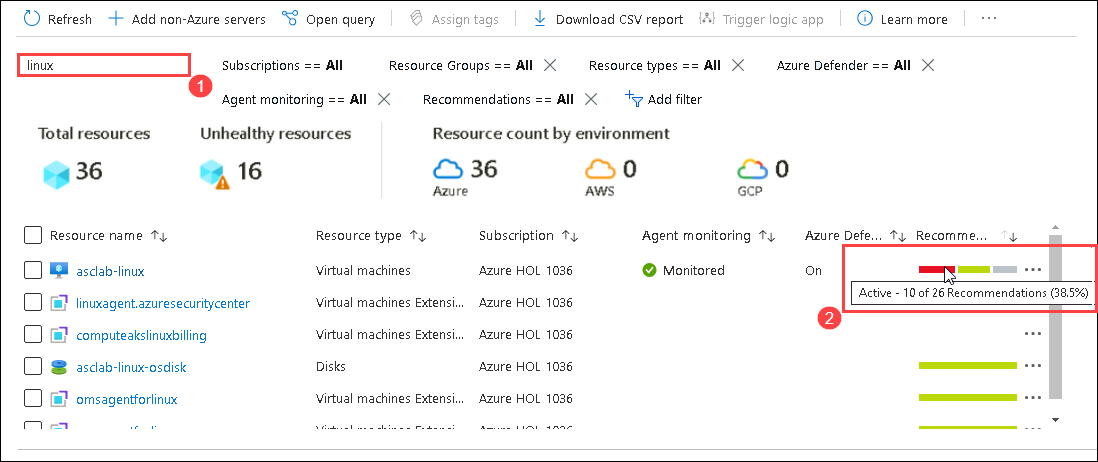 Refresh Add non-Azure servers Open query Assign tags Download CSV report Trigger logic app Learn more ...
linux Subscriptions == All Resource Groups == All Resource types == All Azure Defender == All
1
Agent monitoring == All Recommendations == All Add filter
Total resources Unhealthy resources Resource count by environment
36 16 36 0 0
Azure AWS GCP
Resource name Resource type Subscription Agent monitoring Azure Defe... Recomme...
asclab-linux Virtual machines Azure HOL 1036 Monitored On ...
Active - 10 of 26 Recommendations (38.5%)
linuxagent.azuresecuritycenter Virtual machines Extensi... Azure HOL 1036
2
computeakslinuxbilling Virtual machines Extensi... Azure HOL 1036 ...
asclab-linux-osdisk Disks Azure HOL 1036 ...
omsagentforlinux Virtual machines Extensi... Azure HOL 1036 ...
Virtual machines Extensi... Azure HOL 1036 ...